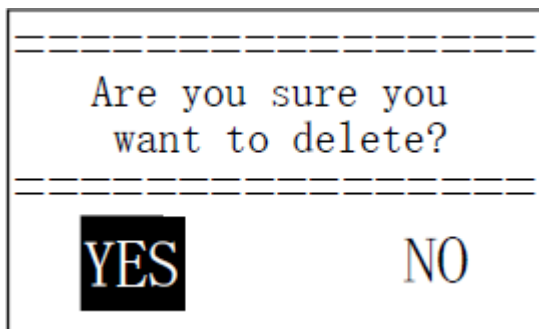 ================
Are you sure you
want to delete?
================
YES NO